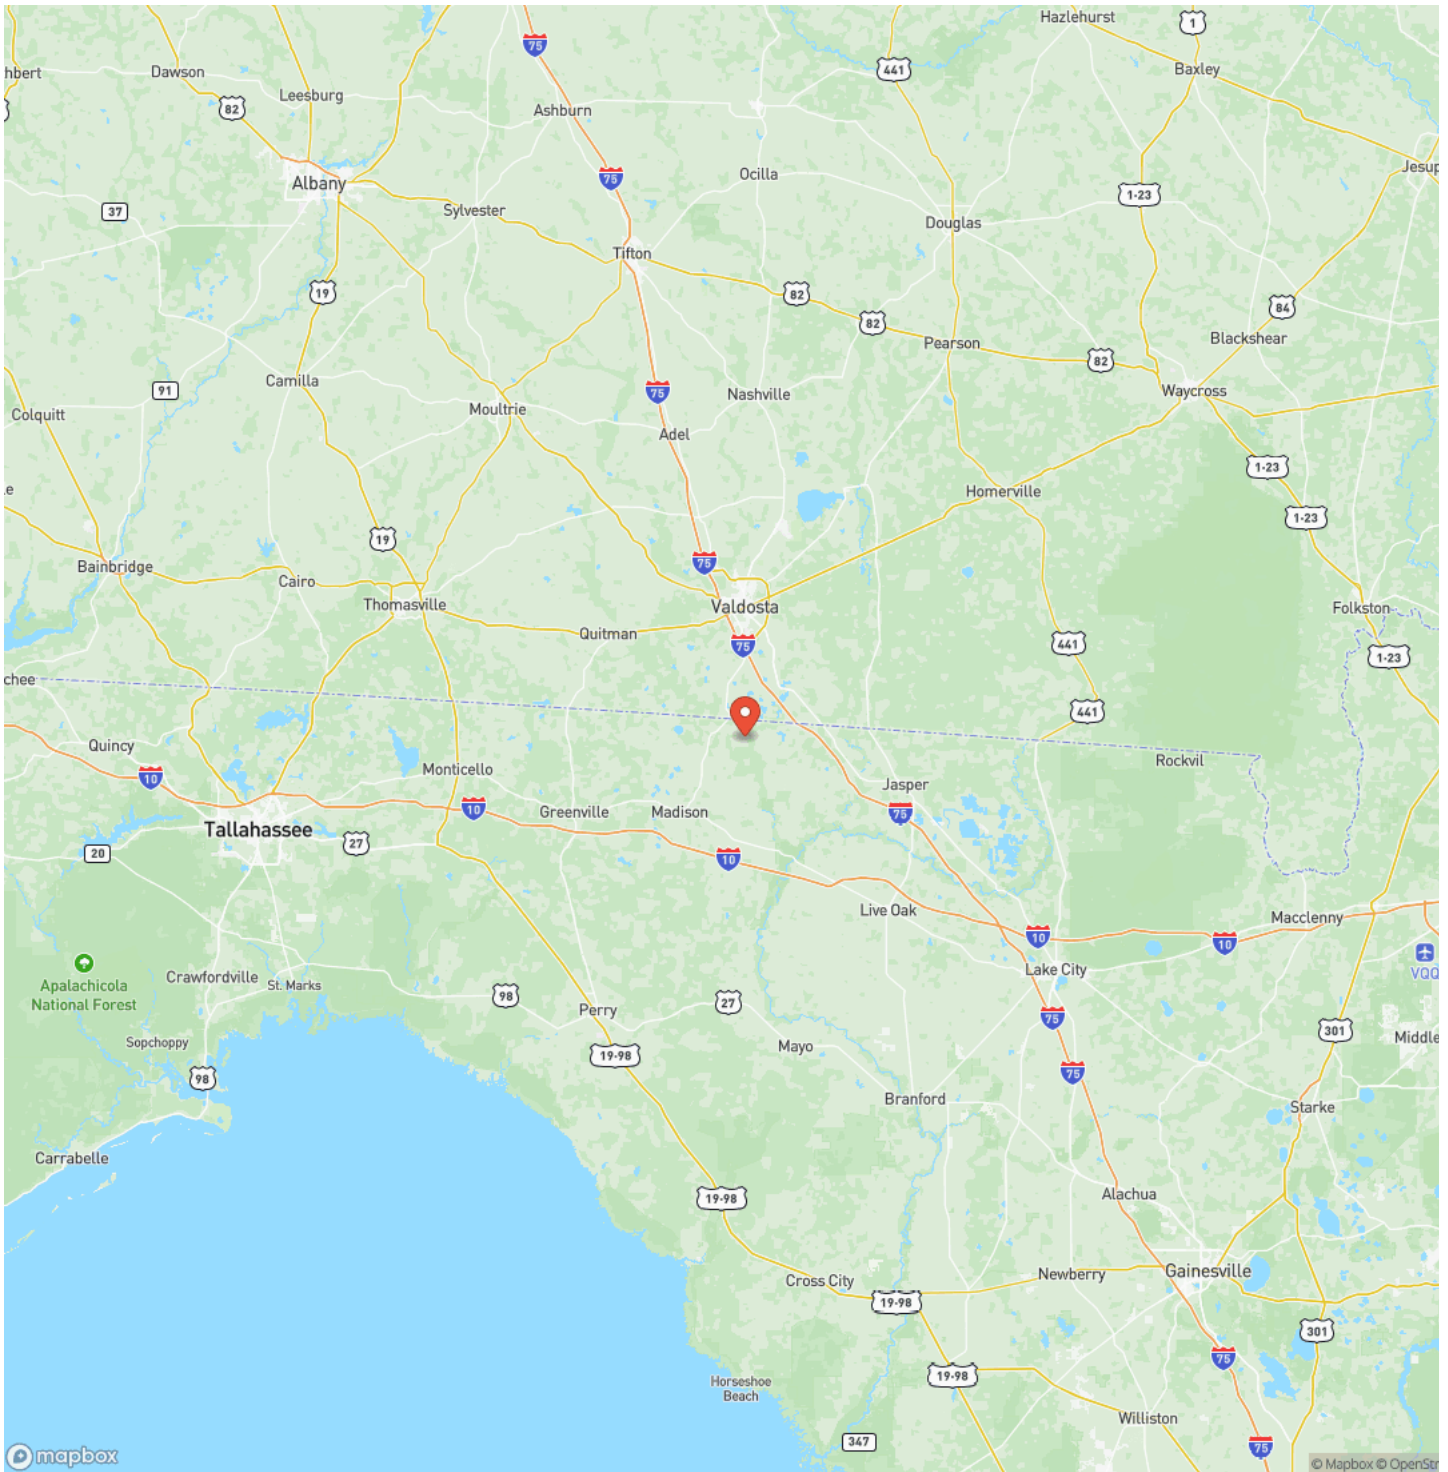 Hazlehurst
1
75
hbert
Dawson
441
Baxley
Leesburg
82
Ashburn
Jesup
Ocilla
75
Albany
1-23
37
Sylvester
Douglas
Tifton
19
82
84
82
Blackshear
Pearson
82
Camilla
91
75
Nashville
Waycross
Colquitt
Moultrie
Adel
1-23
.e
Homerville
1-23
19
75
Bainbridge
Cairo
Thomasville
Valdosta
Folkston
Quitman
75
441
1-23
chee
441
Quincy
Rockvil
10
Monticello
Jasper
10
Greenville
Madison
75
Tallahassee
27
20
10
Live Oak
Macclenny
10
10
Apalachicola
National Forest
Crawfordville
St. Marks
Lake City
VQQ
98
27
Perry
75
301
Sopchoppy
Mayo
Middle
19-98
98
75
Branford
Starke
Carrabelle
Alachua
19-98
Gainesville
Newberry
Cross City
19-98
301
75
Horseshoe
Beach
19-98
Williston
347
75
mapbox
© Mapbox © OpenStr